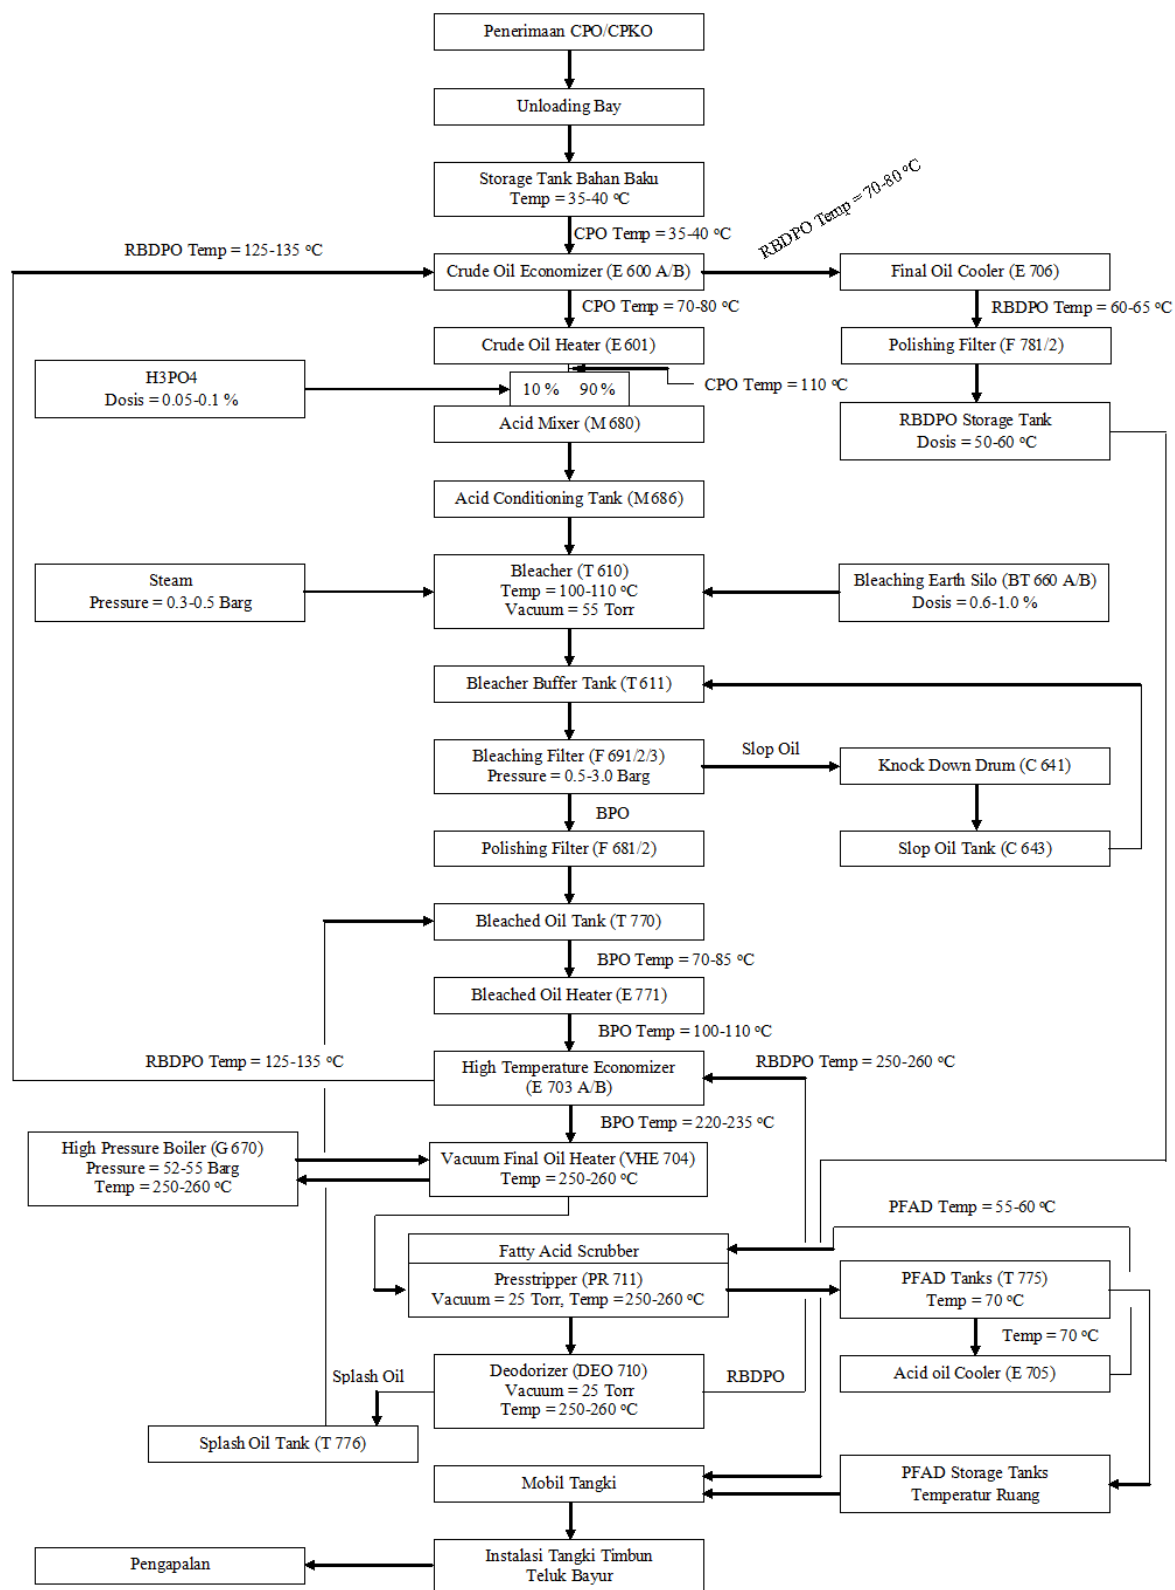 Penerimaan CPO/CPKO
Unloading Bay
Storage Tank Bahan Baku
Temp = 35-40 °C
CPO Temp = 35-40 °C
RBDPO Temp = 70-80 °C
RBDPO Temp = 125-135 °C
Crude Oil Economizer (E 600 A/B)
Final Oil Cooler (E 706)
CPO Temp = 70-80 °C
RBDPO Temp = 60-65 °C
Crude Oil Heater (E 601)
Polishing Filter (F 781/2)
H3PO4
Dosis = 0.05-0.1 %
10 % 90 %
CPO Temp = 110 °C
Acid Mixer (M 680)
RBDPO Storage Tank
Dosis = 50-60 °C
Acid Conditioning Tank (M 686)
Steam
Pressure = 0.3-0.5 Barg
Bleacher (T 610)
Temp = 100-110 °C
Vacuum = 55 Torr
Bleaching Earth Silo (BT 660 A/B)
Dosis = 0.6-1.0 %
Bleacher Buffer Tank (T 611)
Bleaching Filter (F 691/2/3)
Pressure = 0.5-3.0 Barg
Slop Oil
Knock Down Drum (C 641)
BPO
Polishing Filter (F 681/2)
Slop Oil Tank (C 643)
Bleached Oil Tank (T 770)
BPO Temp = 70-85 °C
Bleached Oil Heater (E 771)
BPO Temp = 100-110 °C
RBDPO Temp = 125-135 °C
High Temperature Economizer
(E 703 A/B)
RBDPO Temp = 250-260 °C
BPO Temp = 220-235 °C
High Pressure Boiler (G 670)
Pressure = 52-55 Barg
Temp = 250-260 °C
Vacuum Final Oil Heater (VHE 704)
Temp = 250-260 °C
PFAD Temp = 55-60 °C
Fatty Acid Scrubber
Presstripper (PR 711)
Vacuum = 25 Torr, Temp = 250-260 °C
PFAD Tanks (T 775)
Temp = 70 °C
Temp = 70 °C
Splash Oil
Deodorizer (DEO 710)
Vacuum = 25 Torr
Temp = 250-260 °C
RBDPO
Acid oil Cooler (E 705)
Splash Oil Tank (T 776)
Mobil Tangki
PFAD Storage Tanks
Temperatur Ruang
Pengapalan
Instalasi Tangki Timbun
Teluk Bayur